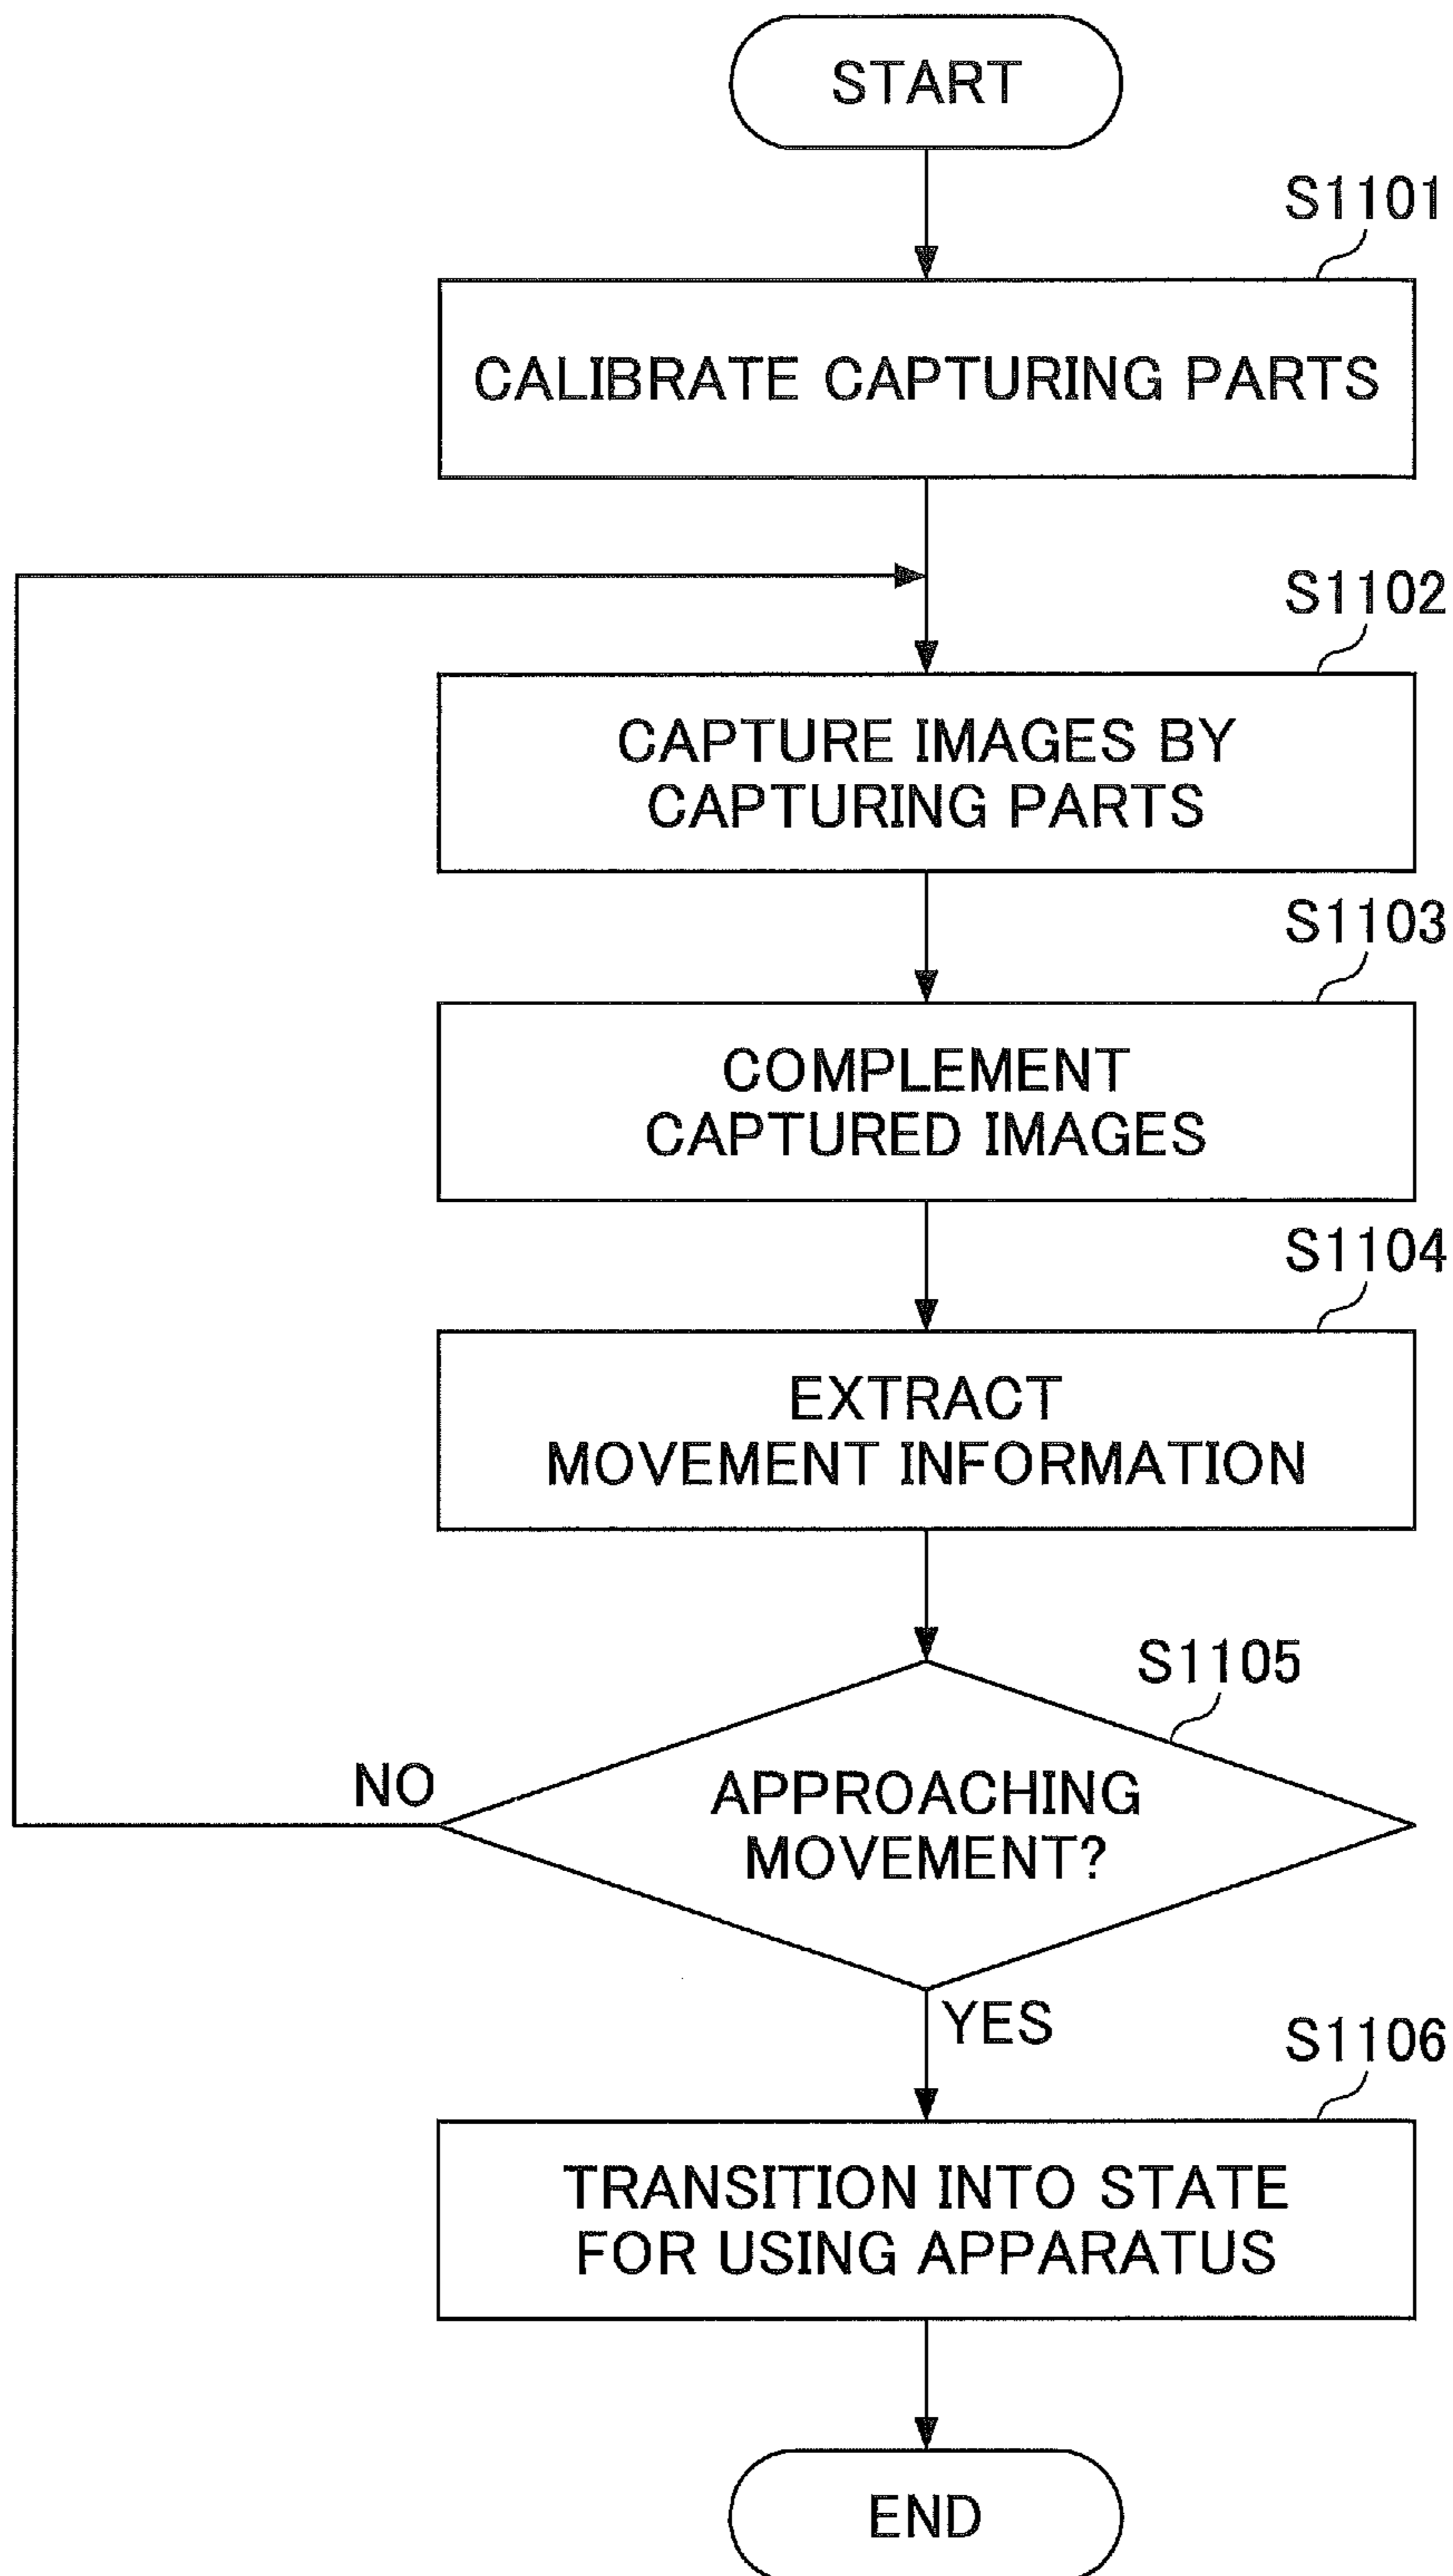 START
S1101
CALIBRATE CAPTURING PARTS
S1102
CAPTURE IMAGES BY
CAPTURING PARTS
S1103
COMPLEMENT
CAPTURED IMAGES
S1104
EXTRACT
MOVEMENT INFORMATION
S1105
APPROACHING
MOVEMENT?
NO
YES
S1106
TRANSITION INTO STATE
FOR USING APPARATUS
END